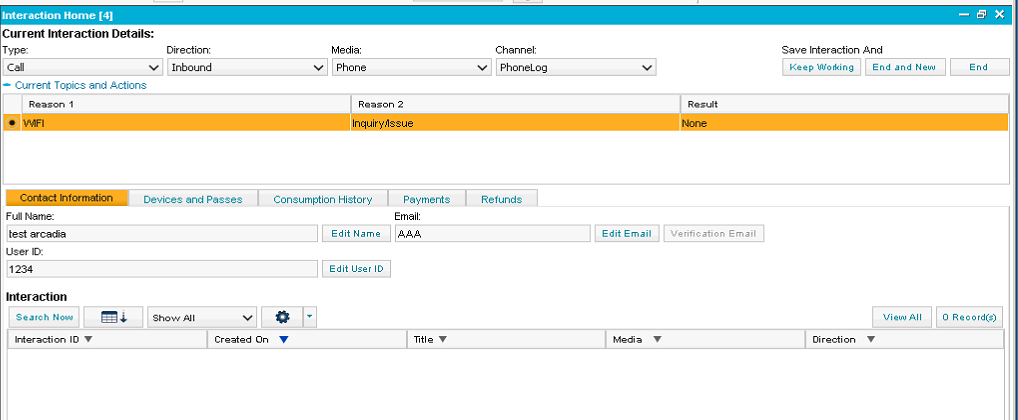 Interaction Home [4]
Current Interaction Details:
Type: Direction: Media: Channel: Save Interaction And
Call Inbound Phone PhoneLog Keep Working End and New End
Current Topics and Actions
Reason 1 Reason 2 Result
WIFI Inquiry/Issue None
Contact Information Devices and Passes Consumption History Payments Refunds
Full Name: Email:
test arcadia Edit Name AAA Edit Email Verification Email
User ID:
1234 Edit User ID
Interaction
Search Now Show All View All 0 Record(s)
Interaction ID Created On Title Media Direction